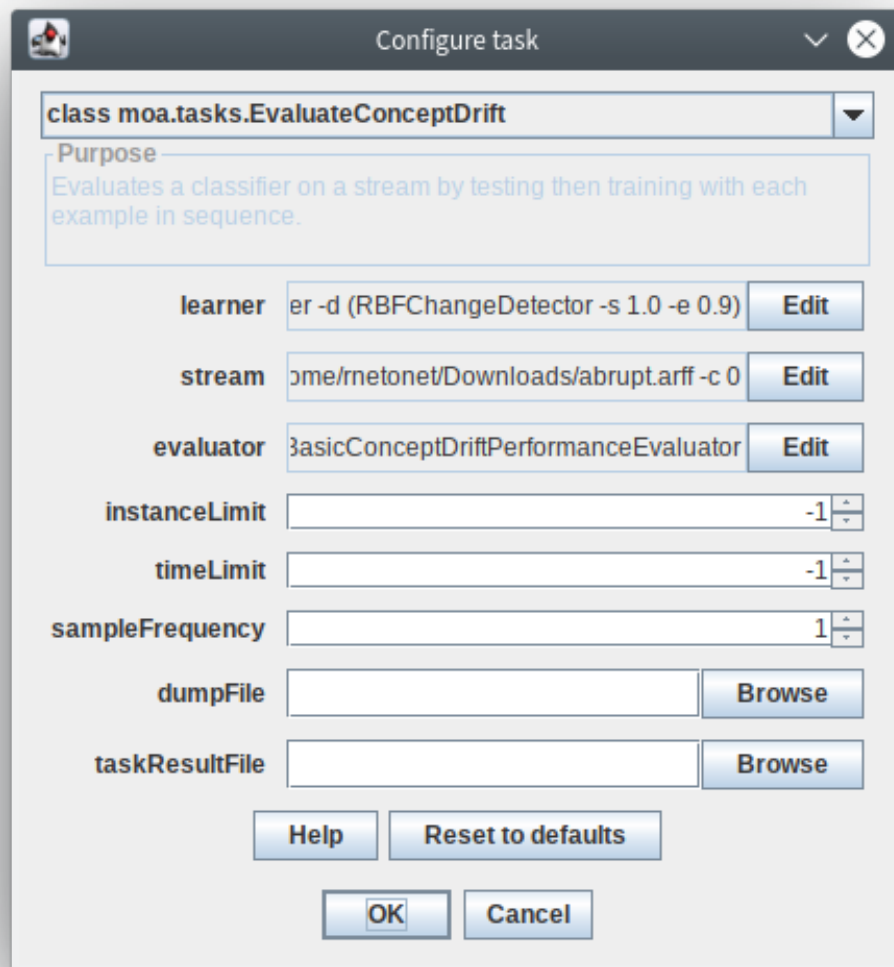 Configure task
class moa.tasks.EvaluateConceptDrift
Purpose
Evaluates a classifier on a stream by testing then training with each
example in sequence.
learner er -d (RBFChangeDetector -s 1.0 -e 0.9) Edit
stream ome/rnetonet/Downloads/abrupt.arff -c 0 Edit
evaluator BasicConceptDriftPerformanceEvaluator Edit
instanceLimit -1
timeLimit -1
sampleFrequency 1
dumpFile Browse
taskResultFile Browse
Help Reset to defaults
OK Cancel